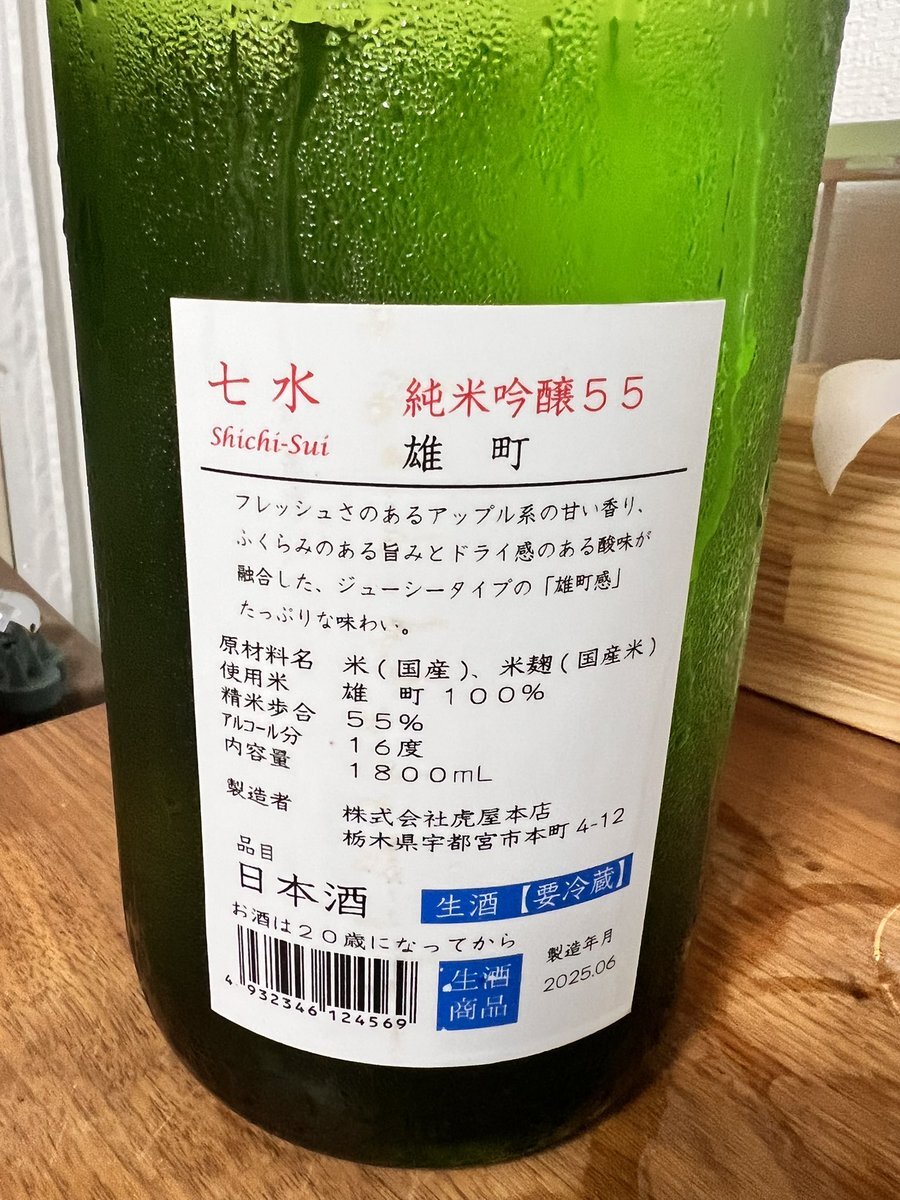 七水 純米吟醸55
Shichi-Sui 雄 町
フレッシュさのあるアップル系の甘い香り、
ふくらみのある旨みとドライ感のある酸味が
融合した、ジューシータイプの「雄町感」
たっぷりな味わい。
原材料名 米(国産)、米麹(国産米)
使用米 雄 町 100%
精米歩合 55%
アルコール分 16度
内容量 1800mL
製造者 株式会社虎屋本店
栃木県宇都宮市本町4-12
品目
日本酒 生酒【要冷蔵】
お酒は20歳になってから
製造年月
2025.06
生酒
商品
4 932346 124569